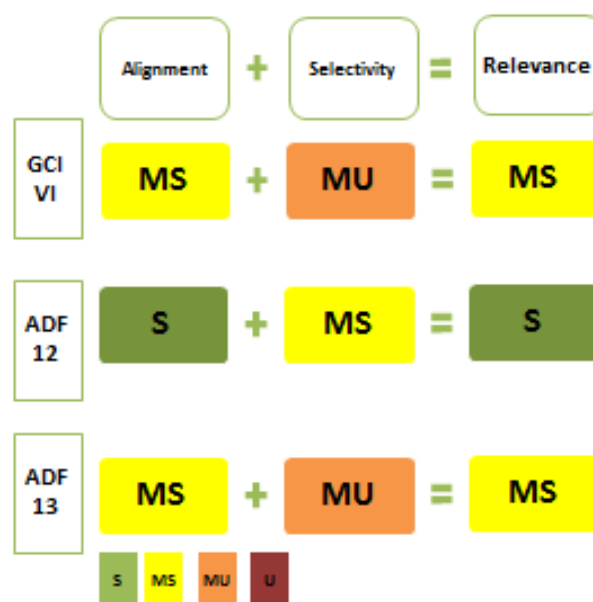 Alignment + Selectivity = Relevance
GCI
VI
MS + MU = MS
ADF
12
S + MS = S
ADF
13
MS + MU = MS
S MS MU U